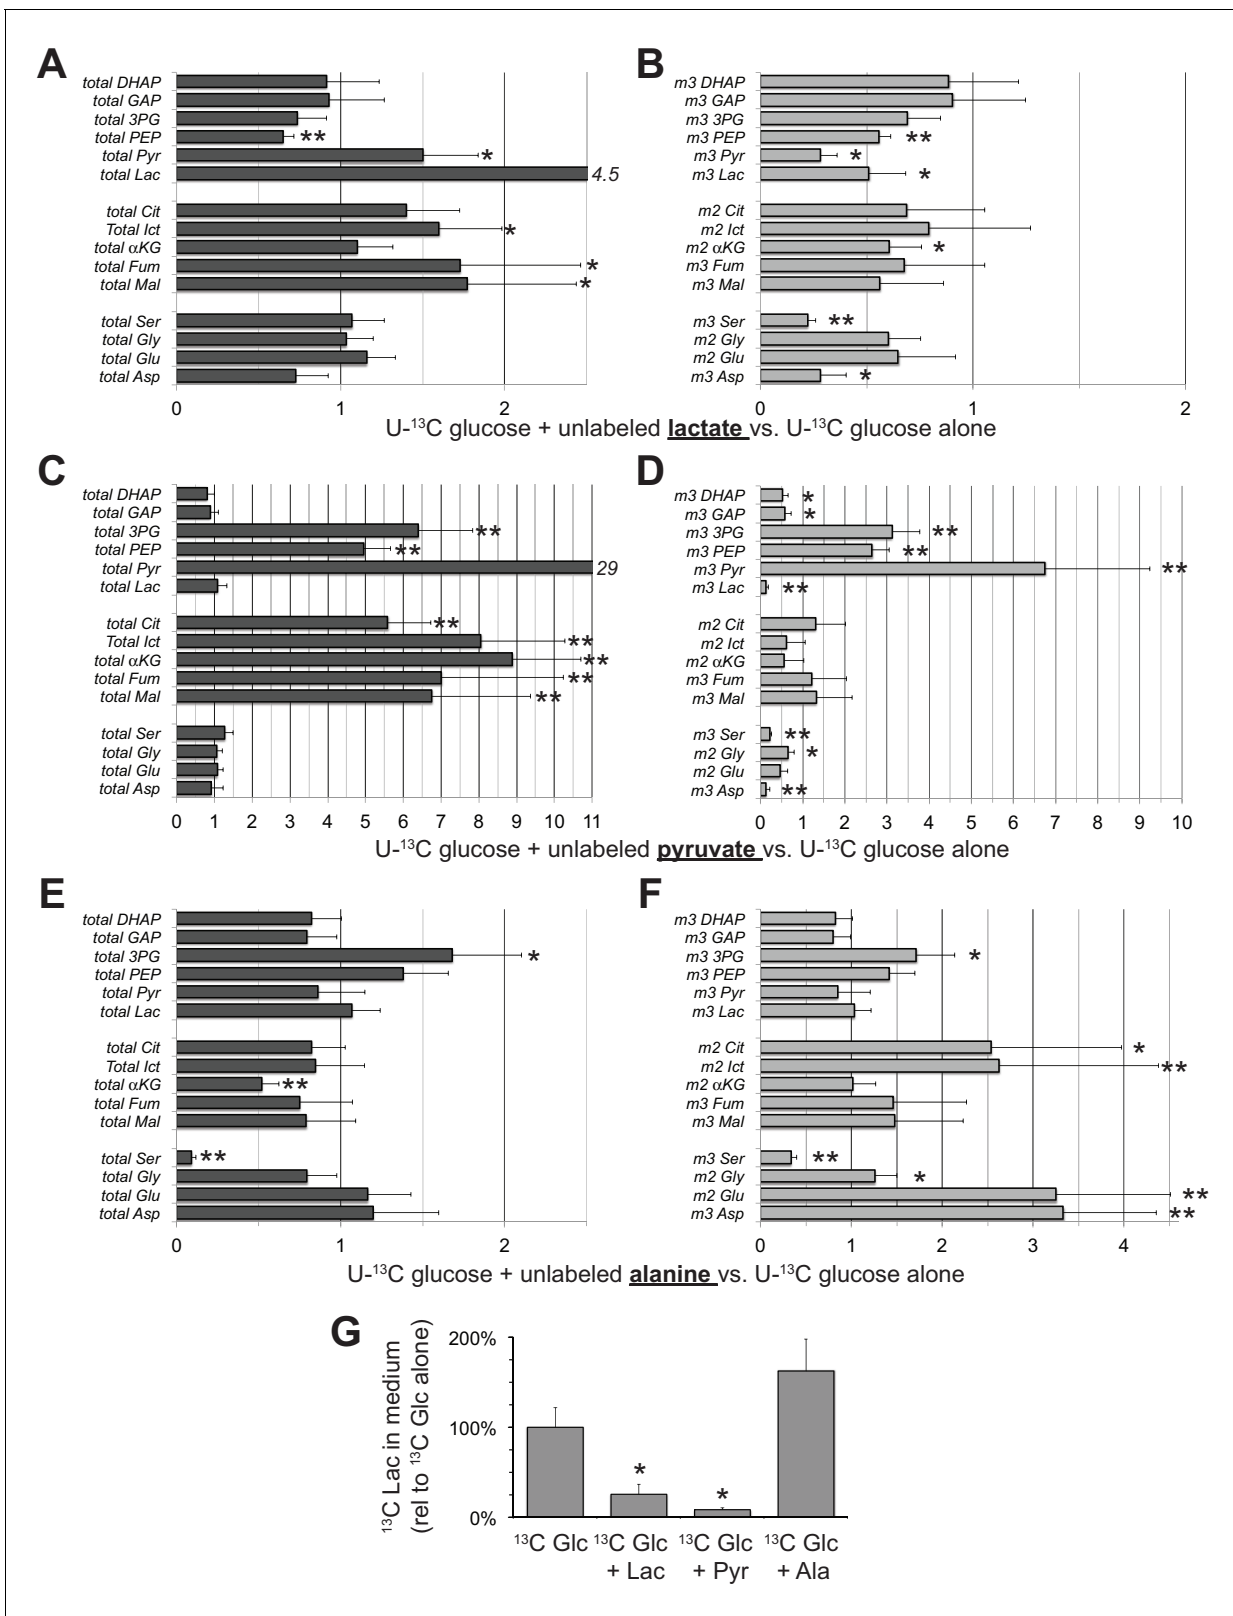 A
total DHAP
total GAP
total 3PG
total PEP
**
total Pyr
*
total Lac
4.5
total Cit
Total Ict
*
total αKG
total Fum
*
total Mal
*
total Ser
total Gly
total Glu
total Asp
0 1 2
B
m3 DHAP
m3 GAP
m3 3PG
m3 PEP
**
m3 Pyr
*
m3 Lac
*
m2 Cit
m2 Ict
m2 αKG
*
m3 Fum
m3 Mal
m3 Ser
**
m2 Gly
m2 Glu
m3 Asp
*
0 1 2
U-¹³C glucose + unlabeled lactate vs. U-¹³C glucose alone
C
total DHAP
total GAP
total 3PG
**
total PEP
**
total Pyr
29
total Lac
total Cit
**
Total Ict
**
total αKG
**
total Fum
**
total Mal
**
total Ser
total Gly
total Glu
total Asp
0 1 2 3 4 5 6 7 8 9 10 11
D
m3 DHAP
*
m3 GAP
*
m3 3PG
**
m3 PEP
**
m3 Pyr
**
m3 Lac
**
m2 Cit
m2 Ict
m2 αKG
m3 Fum
m3 Mal
m3 Ser
**
m2 Gly
*
m2 Glu
m3 Asp
**
0 1 2 3 4 5 6 7 8 9 10
U-¹³C glucose + unlabeled pyruvate vs. U-¹³C glucose alone
E
total DHAP
total GAP
total 3PG
*
total PEP
total Pyr
total Lac
total Cit
Total Ict
total αKG
**
total Fum
total Mal
total Ser
**
total Gly
total Glu
total Asp
0 1 2
F
m3 DHAP
m3 GAP
m3 3PG
*
m3 PEP
m3 Pyr
m3 Lac
m2 Cit
*
m2 Ict
**
m2 αKG
m3 Fum
m3 Mal
m3 Ser
**
m2 Gly
*
m2 Glu
**
m3 Asp
**
0 1 2 3 4
U-¹³C glucose + unlabeled alanine vs. U-¹³C glucose alone
G
¹³C Lac in medium
(rel to ¹³C Glc alone)
200%
100%
0%
*
*
¹³C Glc
¹³C Glc
+ Lac
¹³C Glc
+ Pyr
¹³C Glc
+ Ala